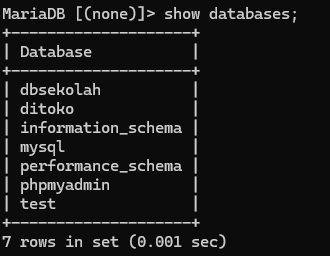 MariaDB [(none)]> show databases;
+--------------------+
| Database           |
+--------------------+
| dbsekolah          |
| ditoko             |
| information_schema |
| mysql              |
| performance_schema |
| phpmyadmin         |
| test               |
+--------------------+
7 rows in set (0.001 sec)